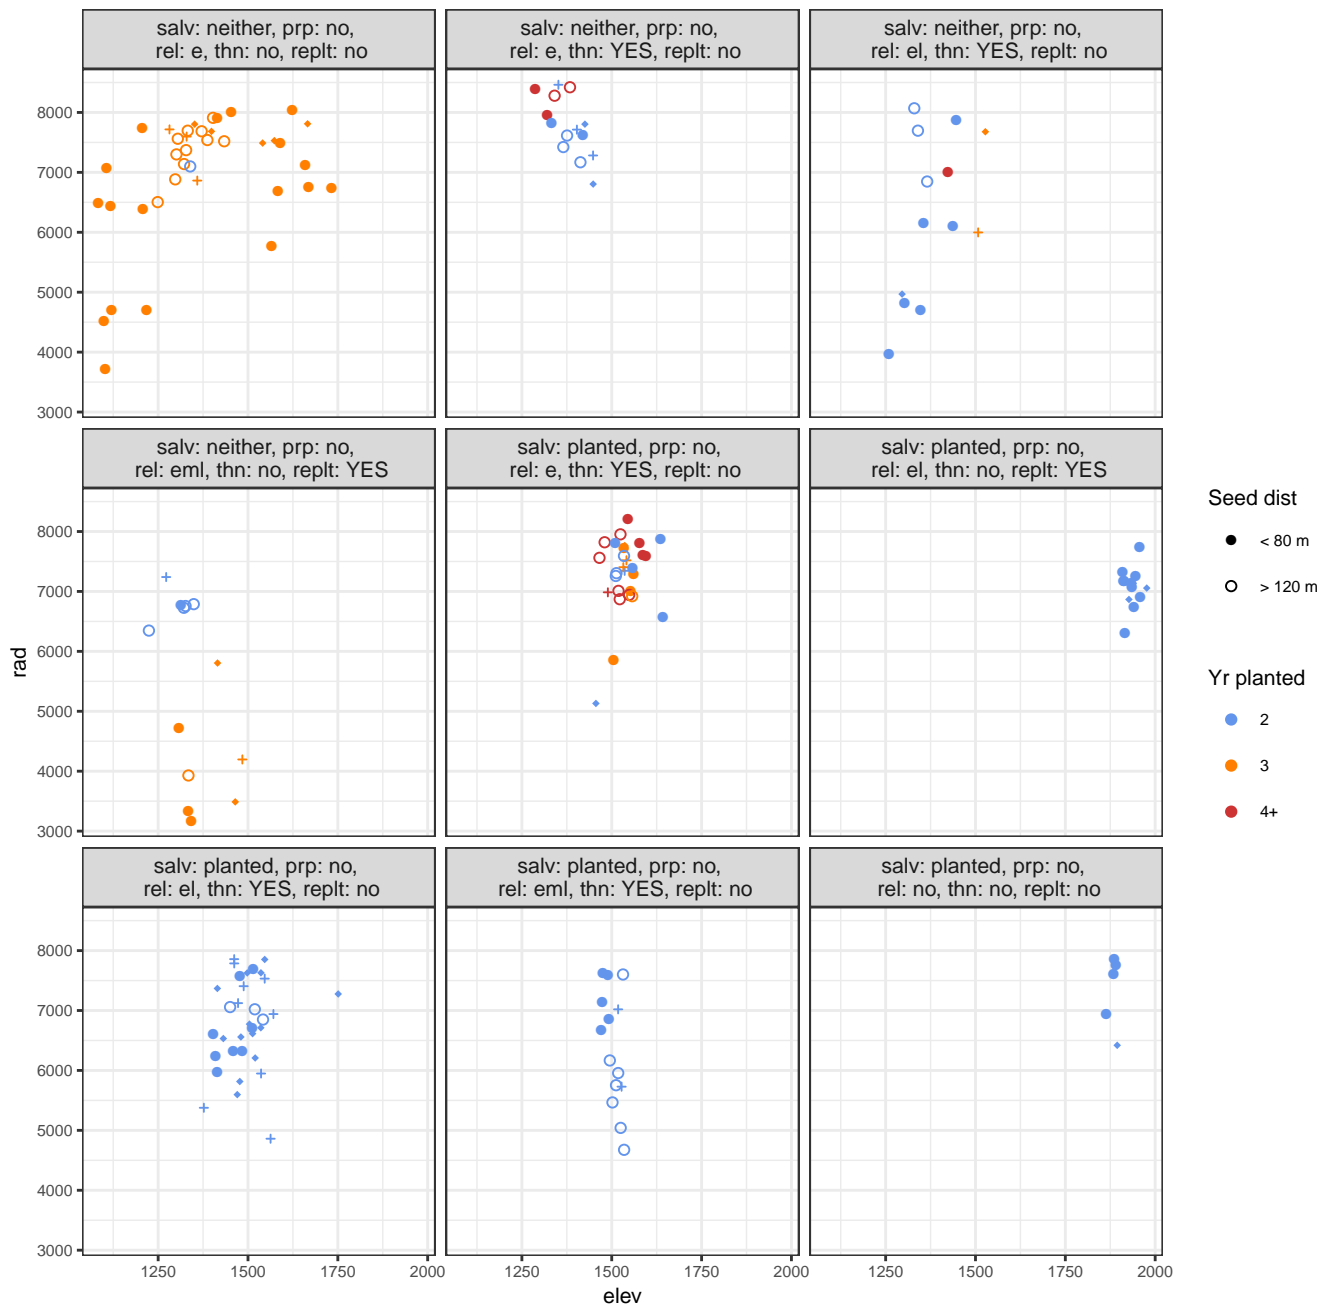 salv: neither, prp: no,
rel: e, thn: no, replt: no
salv: neither, prp: no,
rel: e, thn: YES, replt: no
salv: neither, prp: no,
rel: el, thn: YES, replt: no
8000
7000
6000
5000
4000
3000
salv: neither, prp: no,
rel: eml, thn: no, replt: YES
salv: planted, prp: no,
rel: e, thn: YES, replt: no
salv: planted, prp: no,
rel: el, thn: no, replt: YES
8000
7000
6000
5000
4000
3000
rad
salv: planted, prp: no,
rel: el, thn: YES, replt: no
salv: planted, prp: no,
rel: eml, thn: YES, replt: no
salv: planted, prp: no,
rel: no, thn: no, replt: no
8000
7000
6000
5000
4000
3000
1250 1500 1750 2000
1250 1500 1750 2000
1250 1500 1750 2000
elev
Seed dist
< 80 m
> 120 m
Yr planted
2
3
4+